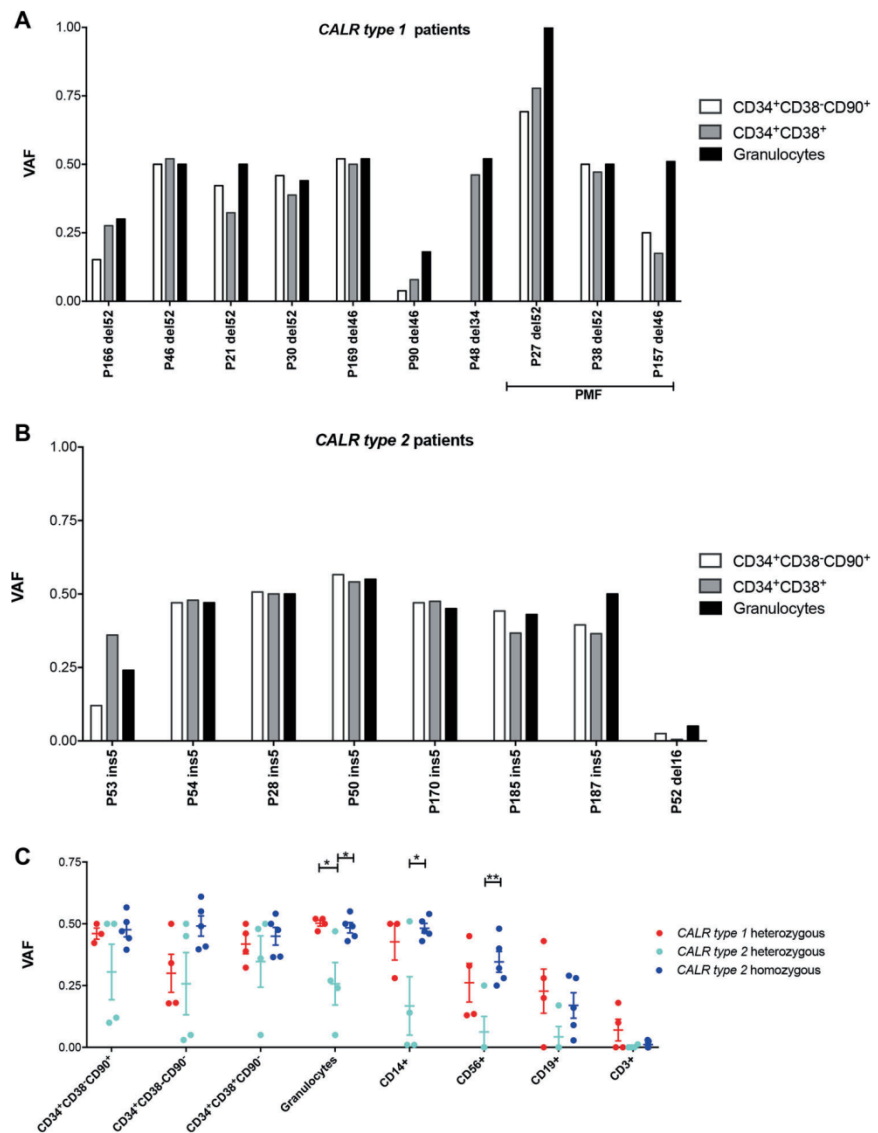 A
CALR type 1 patients
1.00
0.75
0.50
0.25
0.00
VAF
CD34⁺CD38⁻CD90⁺
CD34⁺CD38⁺
Granulocytes
P166 del52
P46 del52
P21 del52
P30 del52
P169 del46
P90 del46
P48 del34
P27 del52
P38 del52
P157 del46
PMF
B
CALR type 2 patients
1.00
0.75
0.50
0.25
0.00
VAF
CD34⁺CD38⁻CD90⁺
CD34⁺CD38⁺
Granulocytes
P53 ins5
P54 ins5
P28 ins5
P50 ins5
P170 ins5
P185 ins5
P187 ins5
P52 del16
C
VAF
0.75
0.50
0.25
0.00
*
*
*
**
CALR type 1 heterozygous
CALR type 2 heterozygous
CALR type 2 homozygous
CD34⁺CD38⁻CD90⁺
CD34⁺CD38-CD90⁻
CD34⁺CD38⁺CD90⁻
Granulocytes
CD14+
CD56+
CD19+
CD3+